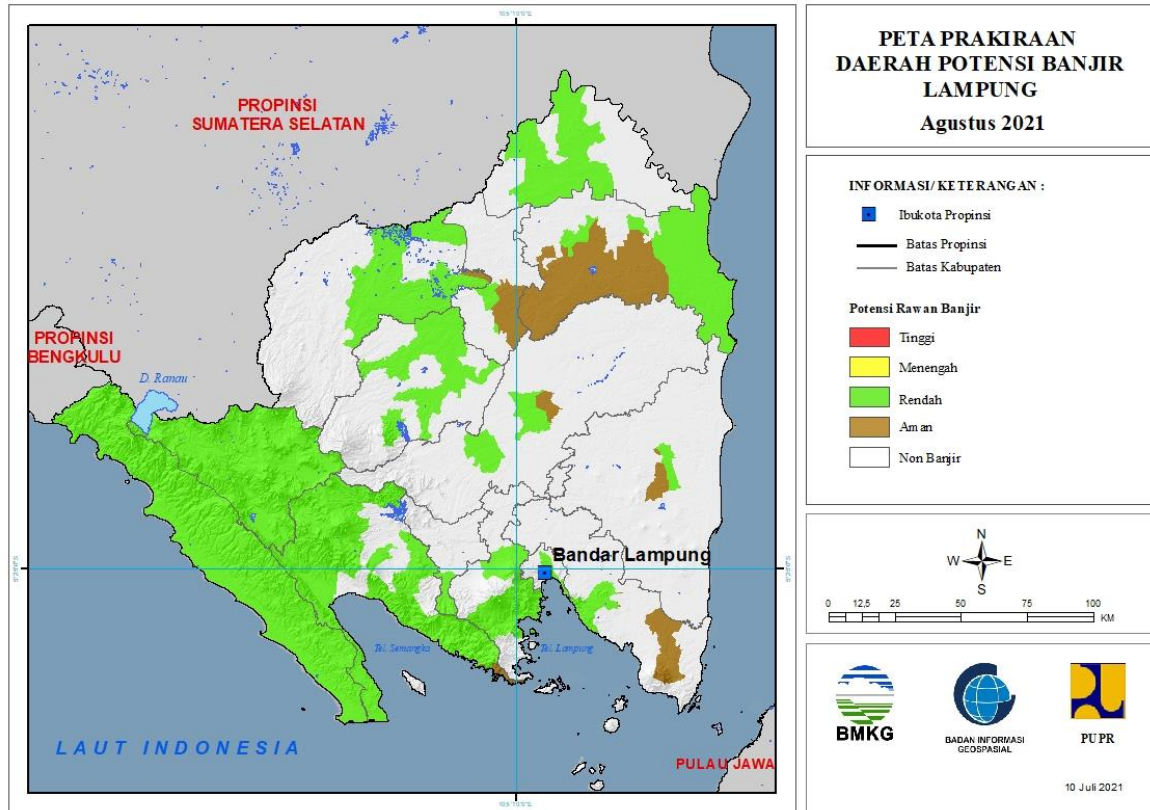 PETA PRAKIRAAN
DAERAH POTENSI BANJIR
LAMPUNG
Agustus 2021
PROPINSI
SUMATERA SELATAN
PROPINSI
BENGKULU
D. Ranau
Bandar Lampung
Tel. Semangka
Tel. Lampung
LAUT INDONESIA
PULAU JAWA
INFORMASI/ KETERANGAN :
Ibukota Propinsi
Batas Propinsi
Batas Kabupaten
Potensi Rawan Banjir
Tinggi
Menengah
Rendah
Aman
Non Banjir
N
W E
S
0 12,5 25 50 75 100
KM
BMKG
BADAN INFORMASI
GEOSPASIAL
PUPR
10 Juli 2021